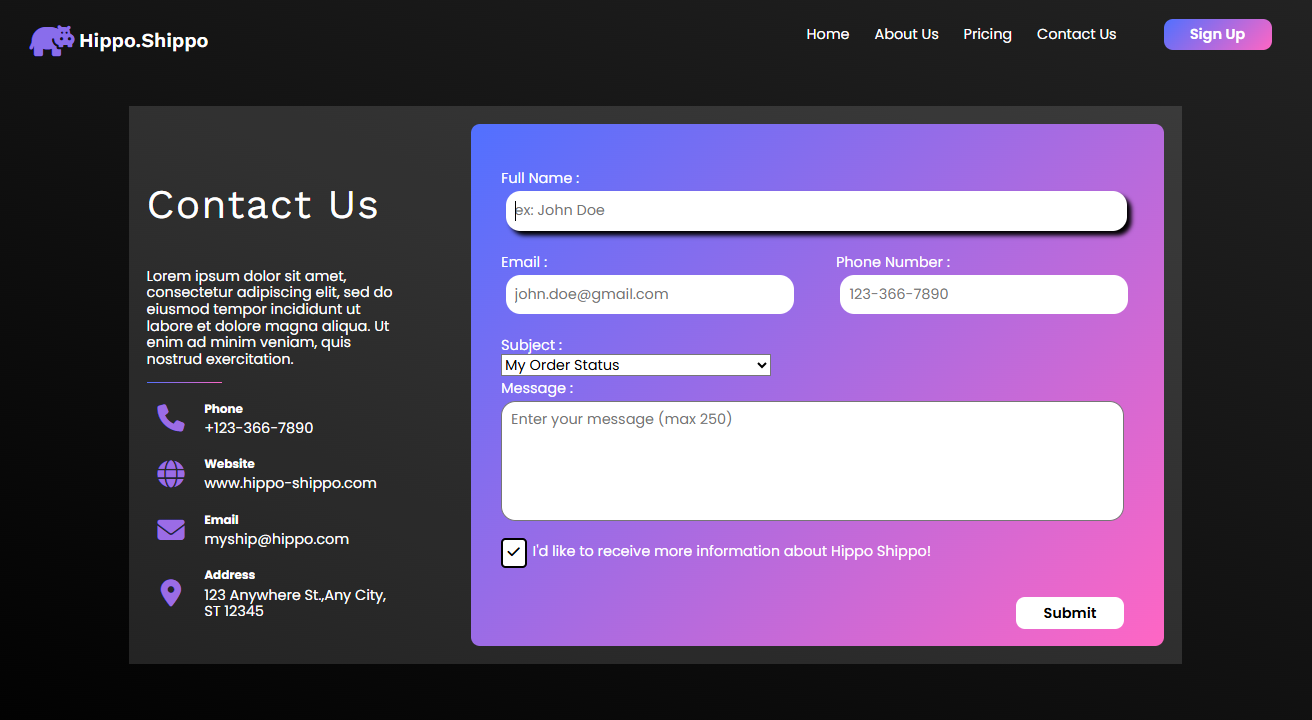 Hippo.Shippo
Home About Us Pricing Contact Us Sign Up
Contact Us
Lorem ipsum dolor sit amet,
consectetur adipiscing elit, sed do
eiusmod tempor incididunt ut
labore et dolore magna aliqua. Ut
enim ad minim veniam, quis
nostrud exercitation.
Phone
+123-366-7890
Website
www.hippo-shippo.com
Email
myship@hippo.com
Address
123 Anywhere St.,Any City,
ST 12345
Full Name :
ex: John Doe
Email : Phone Number :
john.doe@gmail.com 123-366-7890
Subject :
My Order Status
Message :
Enter your message (max 250)
I'd like to receive more information about Hippo Shippo!
Submit